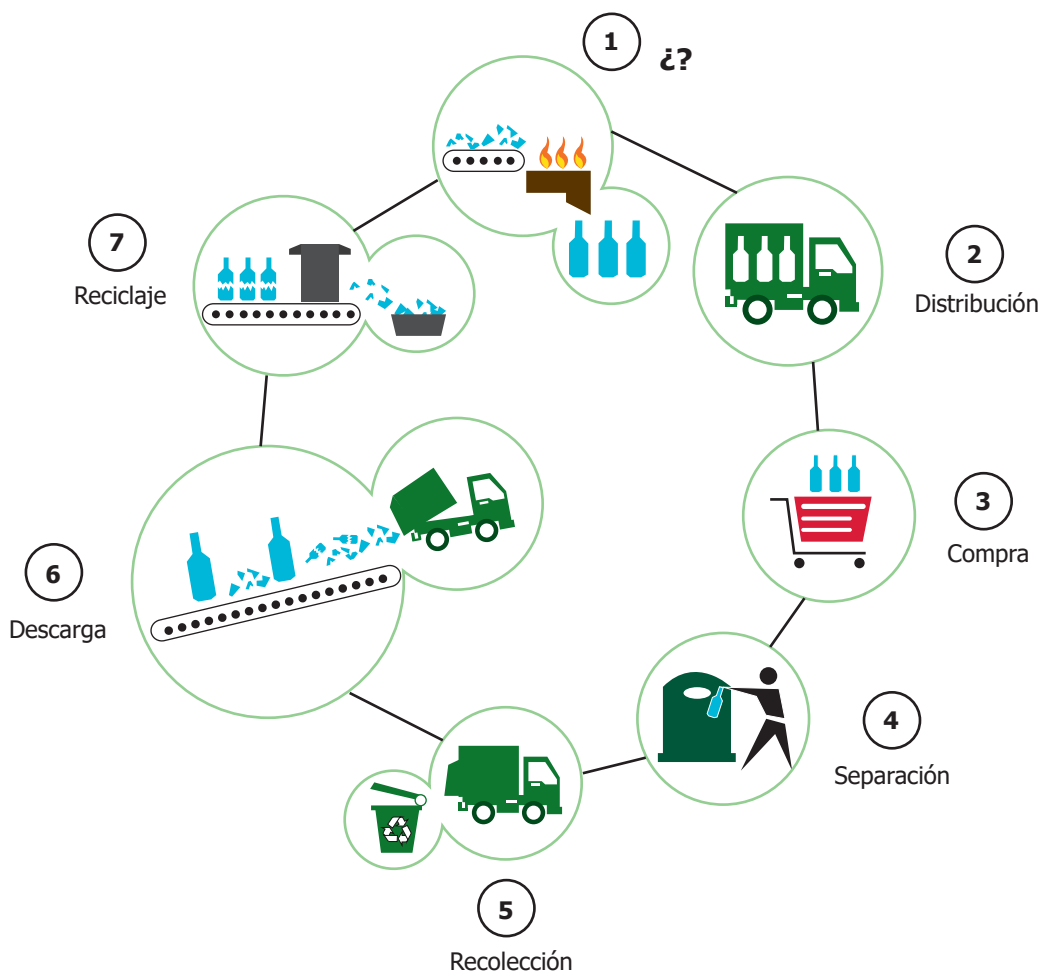 1
¿?
2
Distribución
3
Compra
4
Separación
5
Recolección
6
Descarga
7
Reciclaje